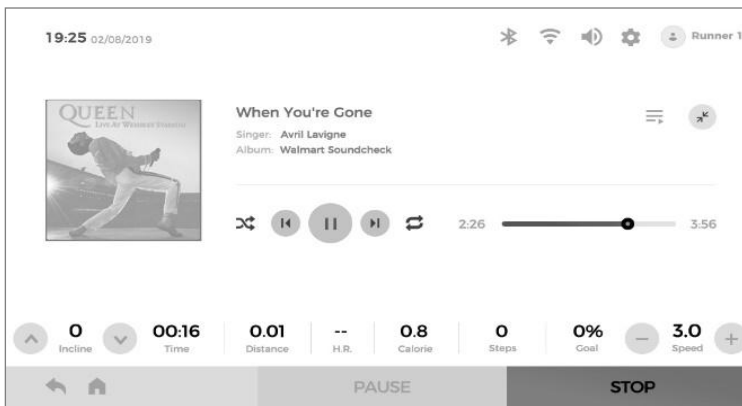 19:25 02/08/2019
Runner 1
QUEEN
When You're Gone
Singer: Avril Lavigne
Album: Walmart Soundcheck
2:26
3:56
0
Incline
00:16
Time
0.01
Distance
--
H.R.
0.8
Calorie
0
Steps
0%
Goal
3.0
Speed
PAUSE
STOP